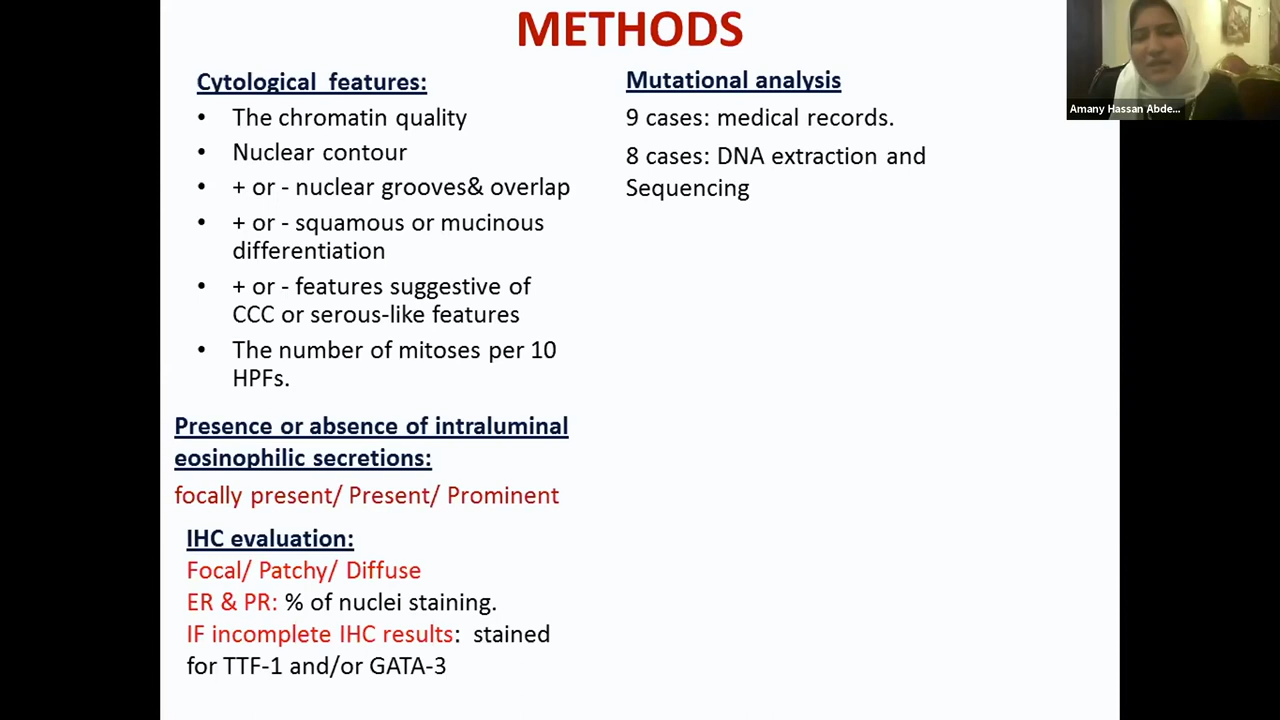 METHODS
Cytological features:
• The chromatin quality
• Nuclear contour
• + or - nuclear grooves& overlap
• + or - squamous or mucinous
differentiation
• + or - features suggestive of
CCC or serous-like features
• The number of mitoses per 10
HPFs.
Presence or absence of intraluminal
eosinophilic secretions:
focally present/ Present/ Prominent
IHC evaluation:
Focal/ Patchy/ Diffuse
ER & PR: % of nuclei staining.
IF incomplete IHC results: stained
for TTF-1 and/or GATA-3
Mutational analysis
9 cases: medical records.
8 cases: DNA extraction and
Sequencing
Amany Hassan Abde...